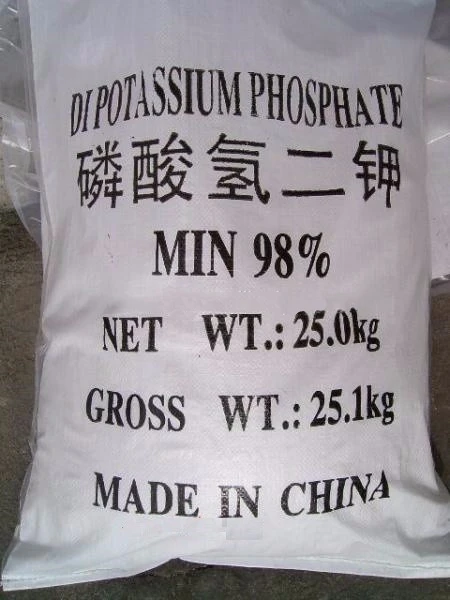 DI POTASSIUM PHOSPHATE
磷酸氢二钾
MIN 98%
NET WT.: 25.0kg
GROSS WT.: 25.1kg
MADE IN CHINA